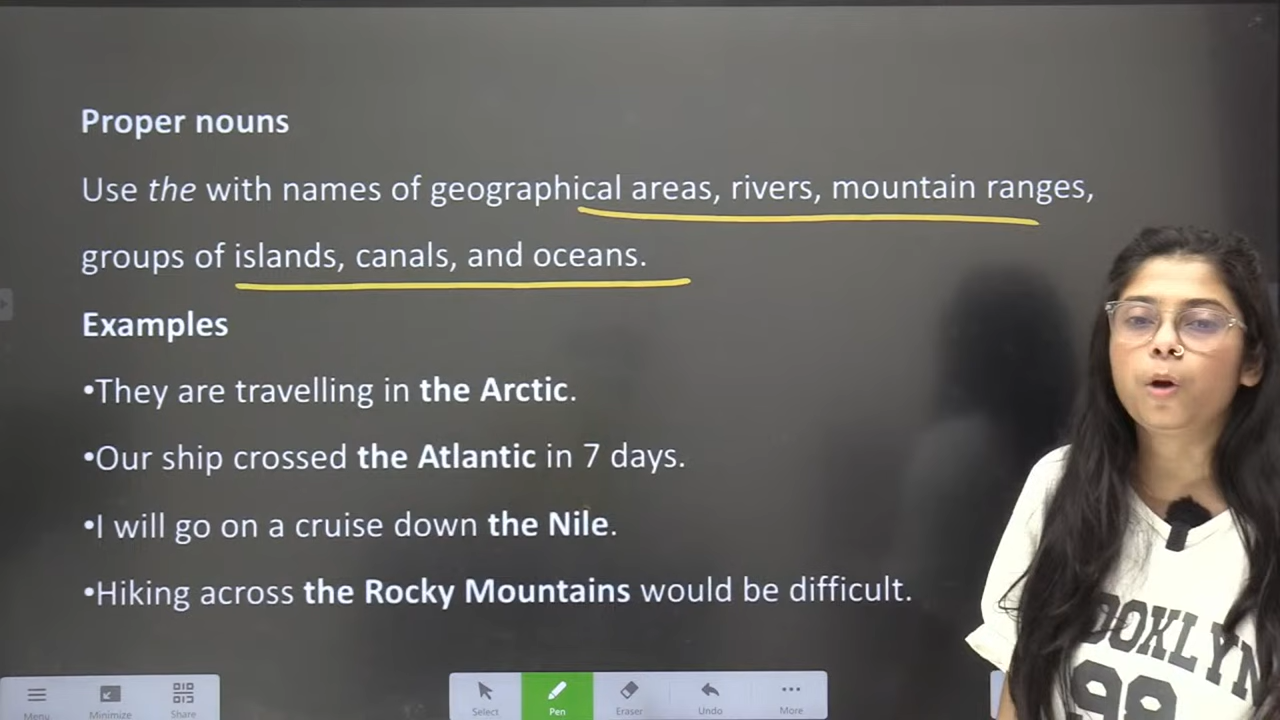 Proper nouns
Use the with names of geographical areas, rivers, mountain ranges,
groups of islands, canals, and oceans.
Examples
•They are travelling in the Arctic.
•Our ship crossed the Atlantic in 7 days.
•I will go on a cruise down the Nile.
•Hiking across the Rocky Mountains would be difficult.
OOKLYN
98
Menu
Minimize
Share
Select
Pen
Eraser
Undo
More